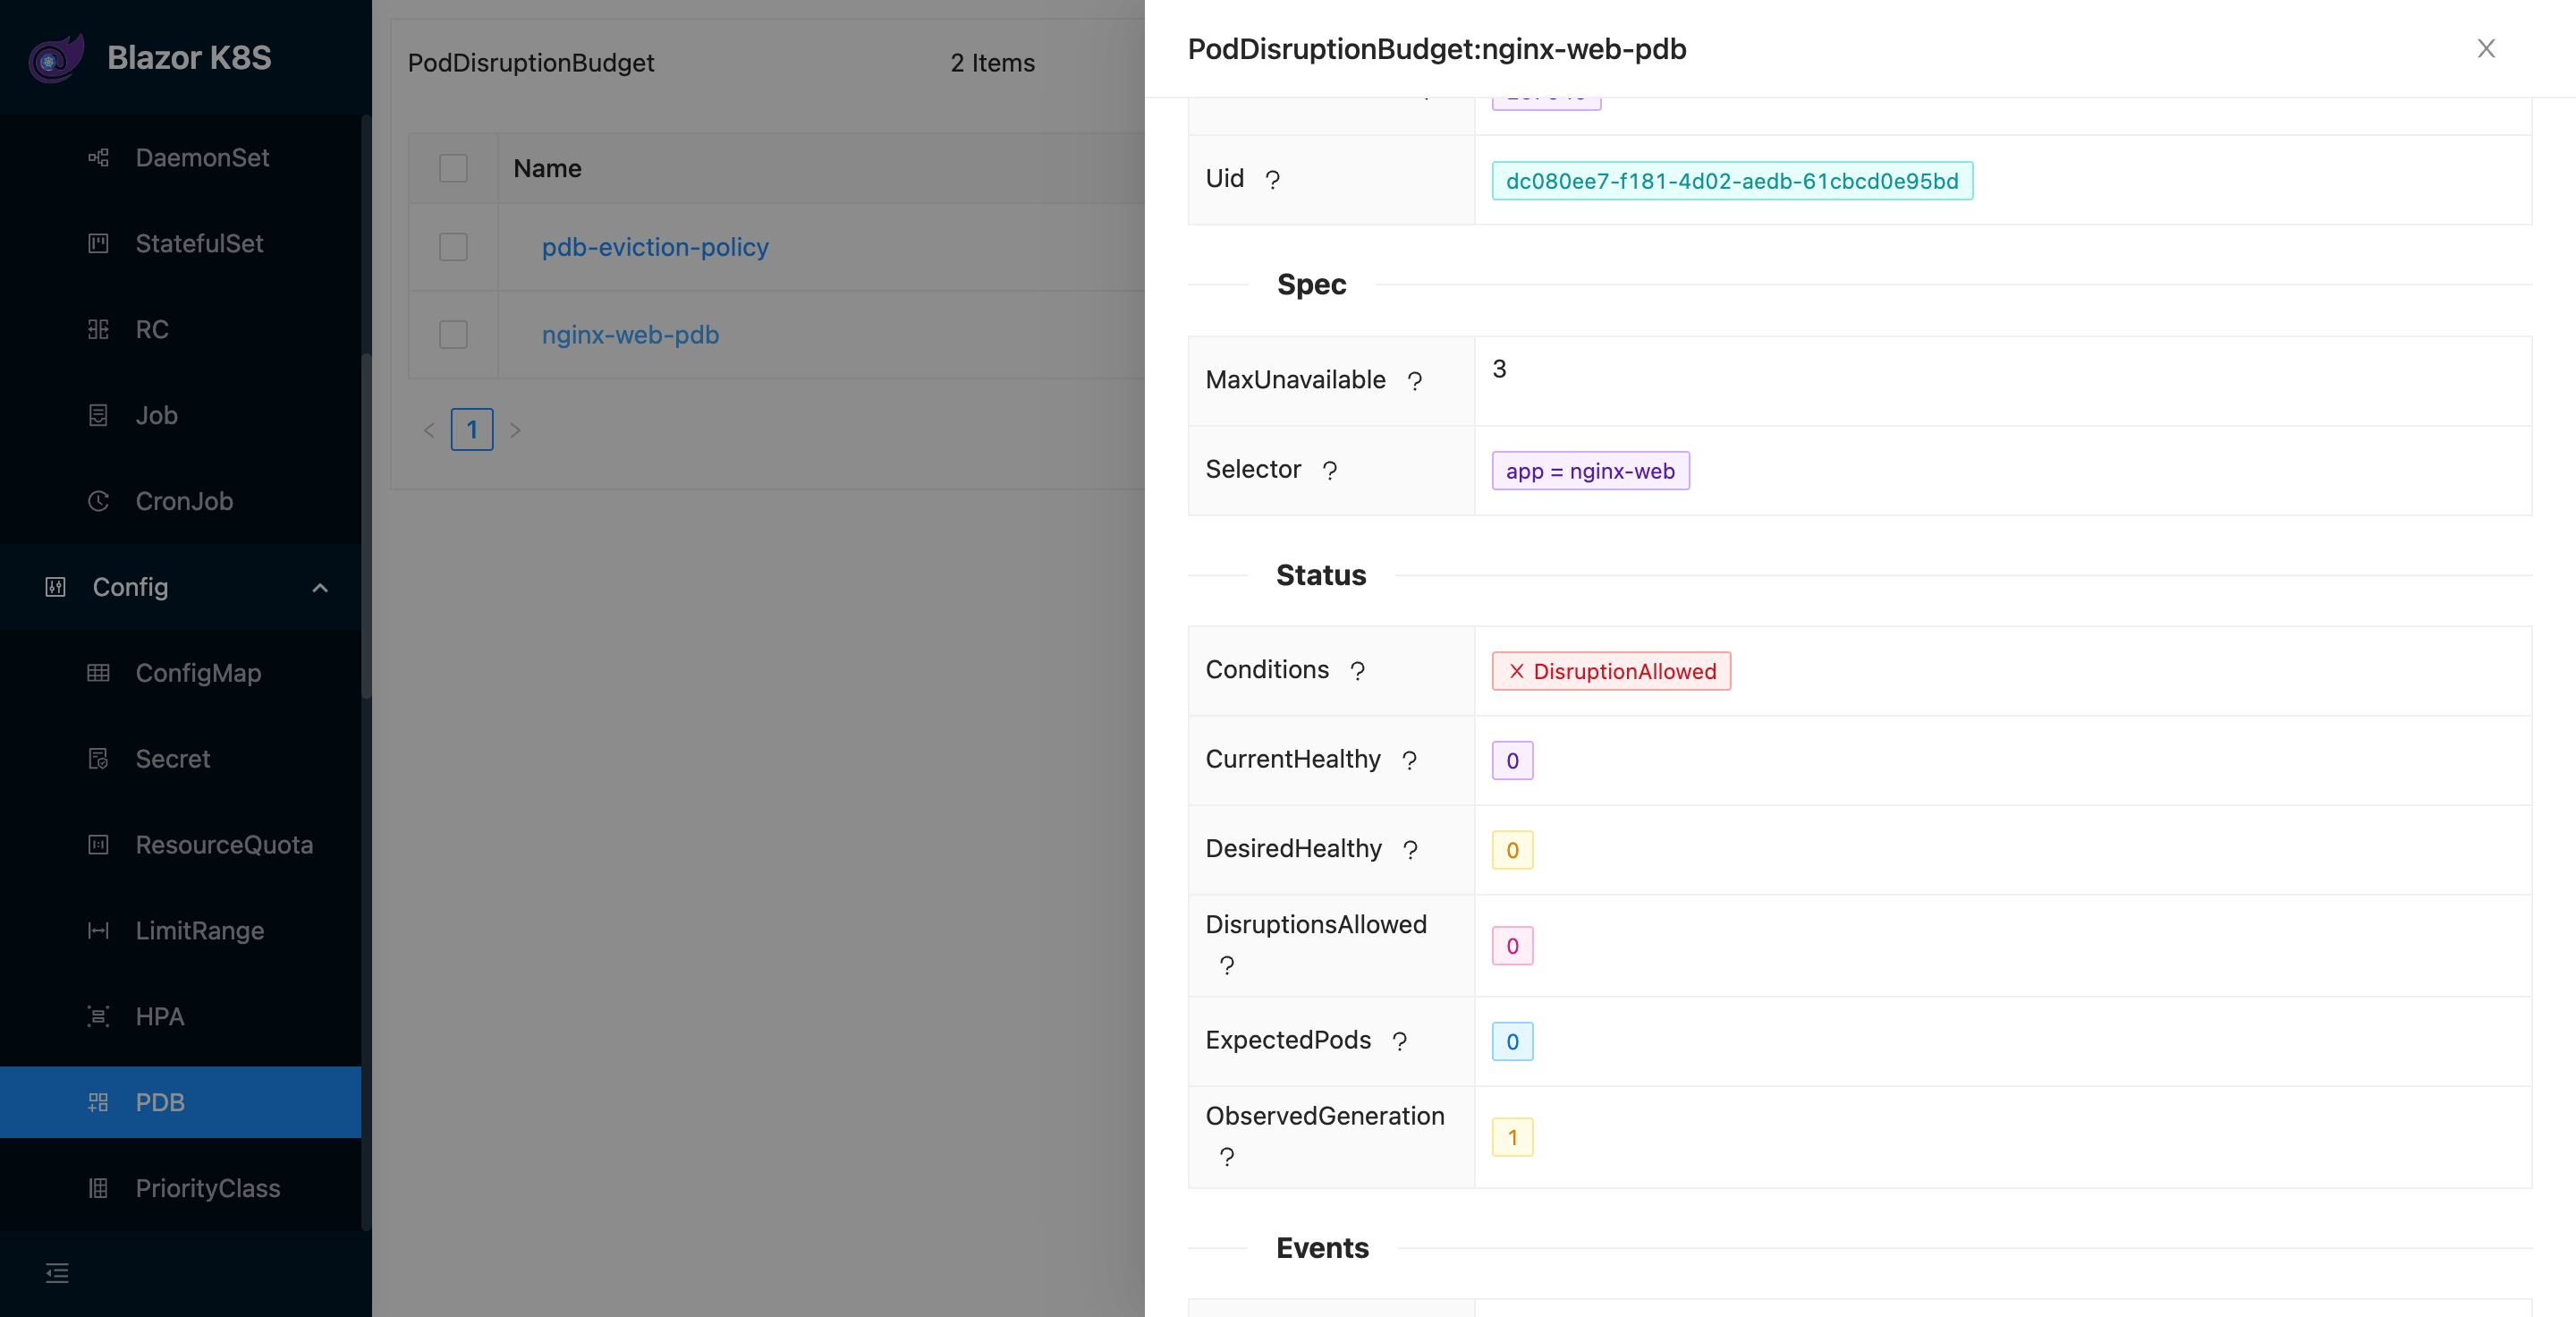 Blazor K8S
DaemonSet
StatefulSet
RC
Job
CronJob
Config
ConfigMap
Secret
ResourceQuota
LimitRange
HPA
PDB
PriorityClass
PodDisruptionBudget 2 Items
Name
pdb-eviction-policy
nginx-web-pdb
1
PodDisruptionBudget:nginx-web-pdb
Uid ? dc080ee7-f181-4d02-aedb-61cbcd0e95bd
Spec
MaxUnavailable ? 3
Selector ? app = nginx-web
Status
Conditions ? DisruptionAllowed
CurrentHealthy ? 0
DesiredHealthy ? 0
DisruptionsAllowed
? 0
ExpectedPods ? 0
ObservedGeneration
? 1
Events